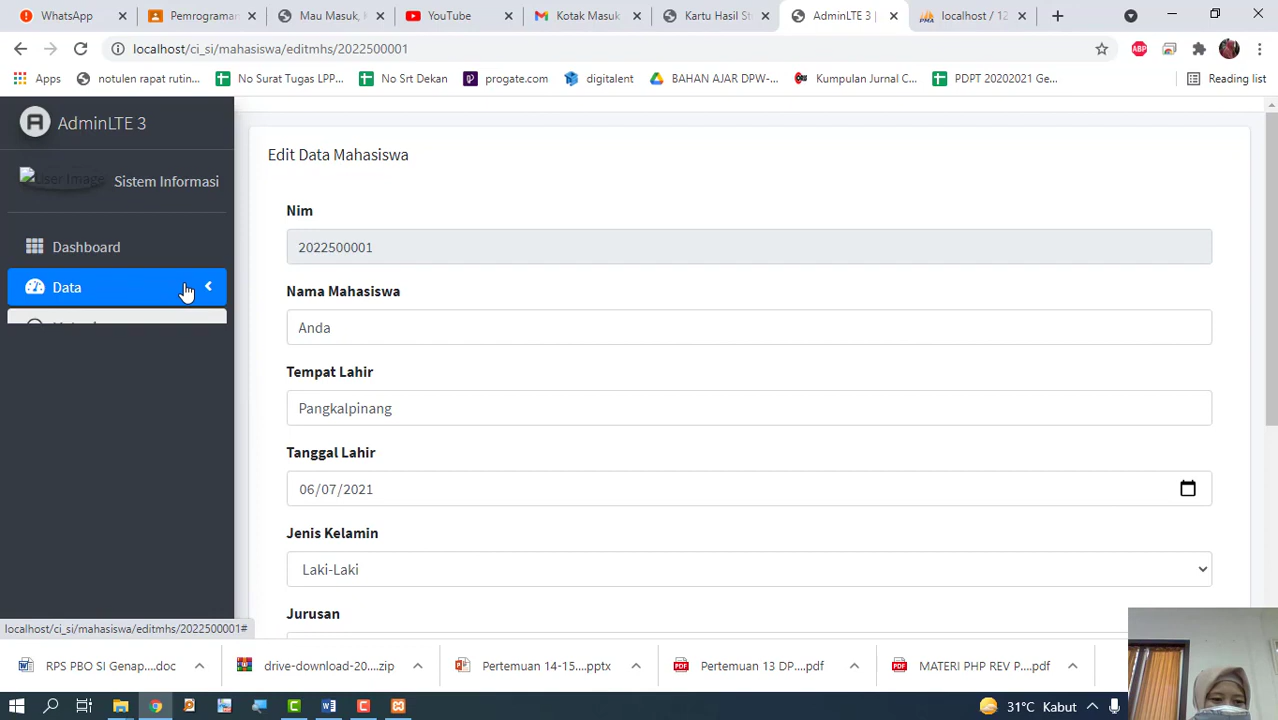 WhatsApp
Pemrograman
Mau Masuk, K
YouTube
Kotak Masuk
Kartu Hasil St
AdminLTE 3 |
localhost / 12
localhost/ci_si/mahasiswa/editmhs/2022500001
ABP
Apps
notulen rapat rutin...
No Surat Tugas LPP...
No Srt Dekan
progate.com
digitalent
BAHAN AJAR DPW-...
Kumpulan Jurnal C...
PDPT 20202021 Ge...
Reading list
AdminLTE 3
User Image
Sistem Informasi
Dashboard
Data
Edit Data Mahasiswa
Nim
2022500001
Nama Mahasiswa
Anda
Tempat Lahir
Pangkalpinang
Tanggal Lahir
06/07/2021
Jenis Kelamin
Laki-Laki
Jurusan
localhost/ci_si/mahasiswa/editmhs/2022500001#
RPS PBO SI Genap....doc
drive-download-20....zip
Pertemuan 14-15....pptx
Pertemuan 13 DP....pdf
MATERI PHP REV P....pdf
31°C Kabut